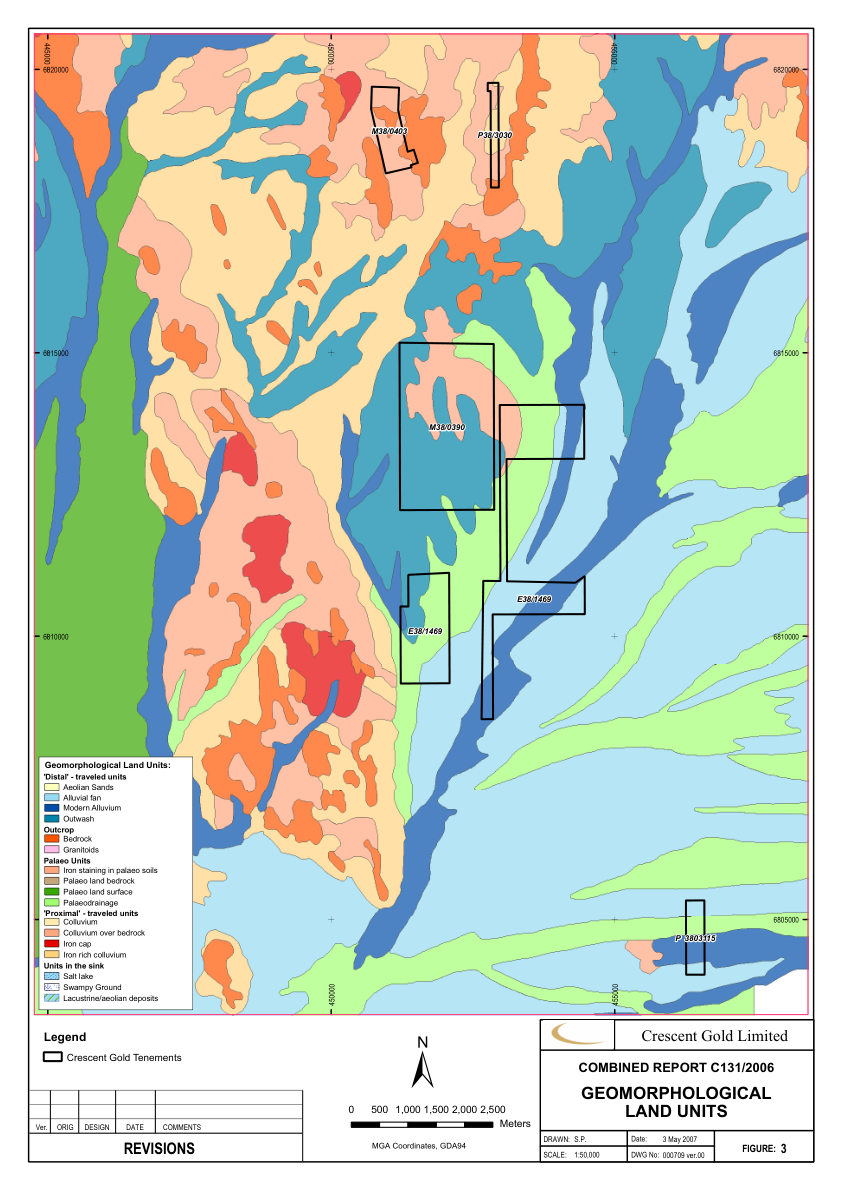 445000
450000
455000
6820000
6820000
M38/0403
P38/3030
6815000
6815000
M38/0390
E38/1469
6810000
E38/1469
6810000
Geomorphological Land Units:
'Distal' - traveled units
Aeolian Sands
Alluvial fan
Modern Alluvium
Outwash
Outcrop
Bedrock
Granitoids
Palaeo Units
Iron staining in palaeo soils
Palaeo land bedrock
Palaeo land surface
Palaeodrainage
'Proximal' - traveled units
Colluvium
Colluvium over bedrock
Iron cap
Iron rich colluvium
Units in the sink
Salt lake
Swampy Ground
Lacustrine/aeolian deposits
6805000
P 3803115
450000
455000
Legend
Crescent Gold Tenements
N
0 500 1,000 1,500 2,000 2,500
Meters
MGA Coordinates, GDA94
Ver. ORIG DESIGN DATE COMMENTS
REVISIONS
Crescent Gold Limited
COMBINED REPORT C131/2006
GEOMORPHOLOGICAL
LAND UNITS
DRAWN: S.P. Date: 3 May 2007
SCALE: 1:50,000 DWG No: 000709 ver.00
FIGURE: 3